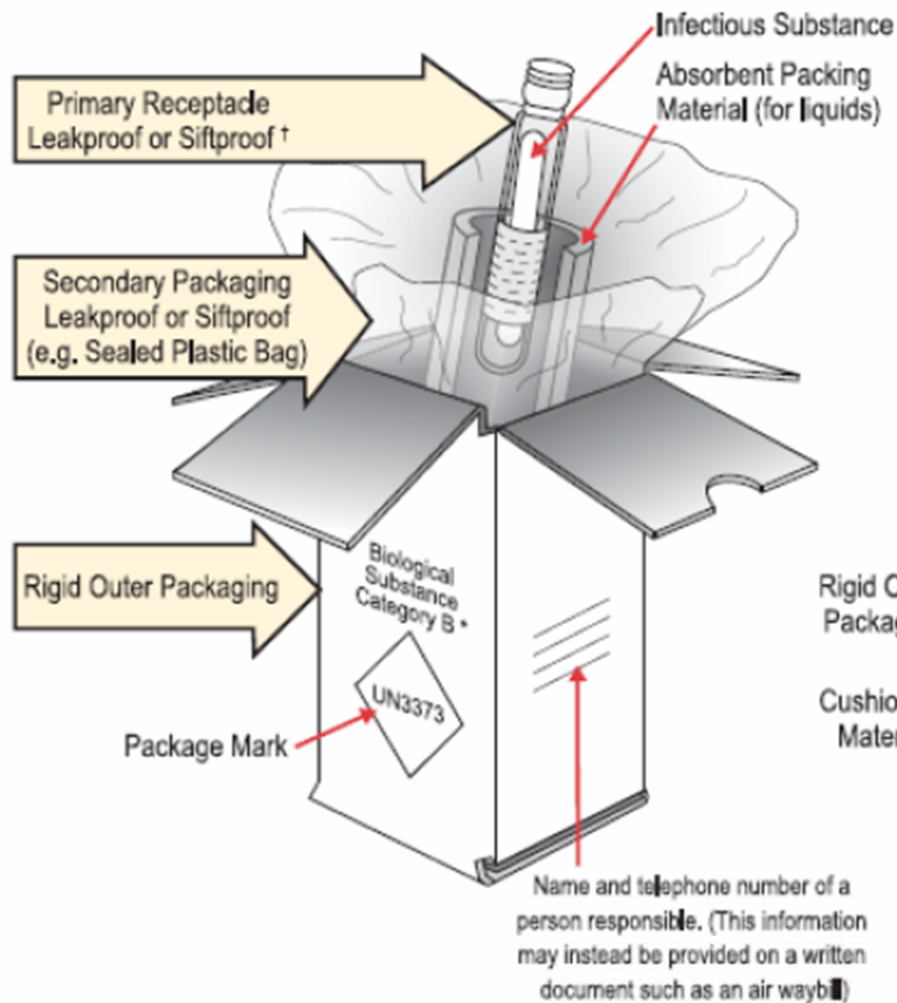 Infectious Substance
Absorbent Packing
Material (for liquids)
Primary Receptacle
Leakproof or Siftproof †
Secondary Packaging
Leakproof or Siftproof
(e.g. Sealed Plastic Bag)
Rigid Outer Packaging
Biological
Substance
Category B *
UN3373
Package Mark
Rigid
Name and telephone number of a
person responsible. (This information
may instead be provided on a written
document such as an air waybill)